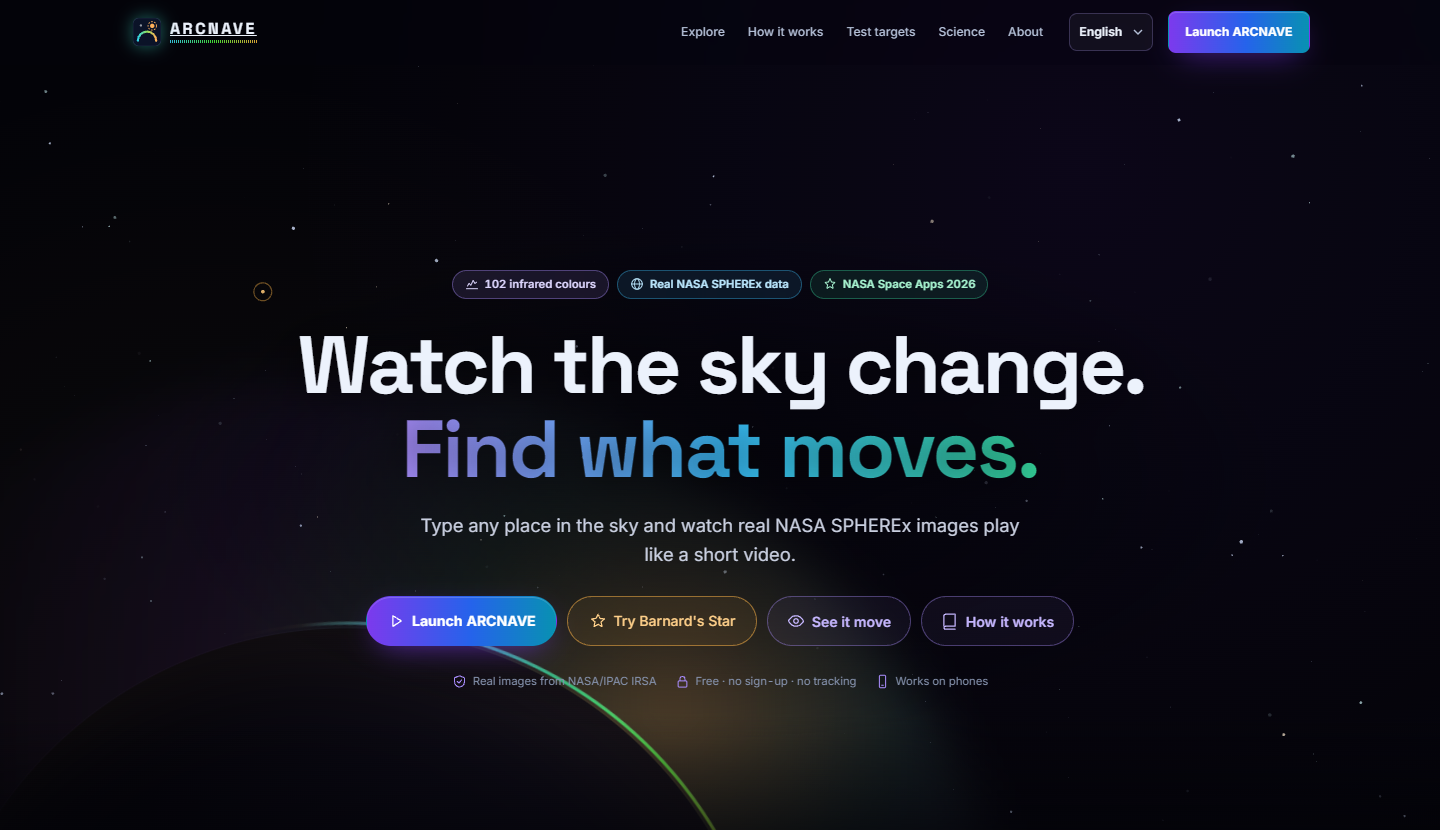 ARCNAVE
Explore
How it works
Test targets
Science
About
English
Launch ARCNAVE
102 infrared colours
Real NASA SPHEREx data
NASA Space Apps 2026
Watch the sky change.
Find what moves.
Type any place in the sky and watch real NASA SPHEREx images play
like a short video.
Launch ARCNAVE
Try Barnard's Star
See it move
How it works
Real images from NASA/IPAC IRSA
Free · no sign-up · no tracking
Works on phones